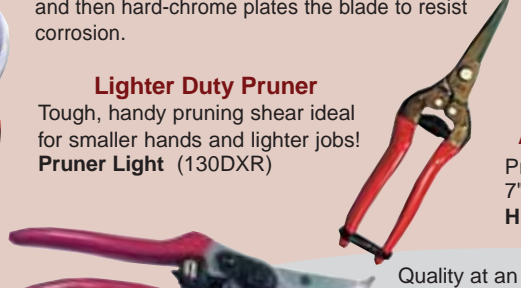 and then hard-chrome plates the blade to resist
corrosion.
Lighter Duty Pruner
Tough, handy pruning shear ideal
for smaller hands and lighter jobs!
Pruner Light (130DXR)
7"
Quality at an